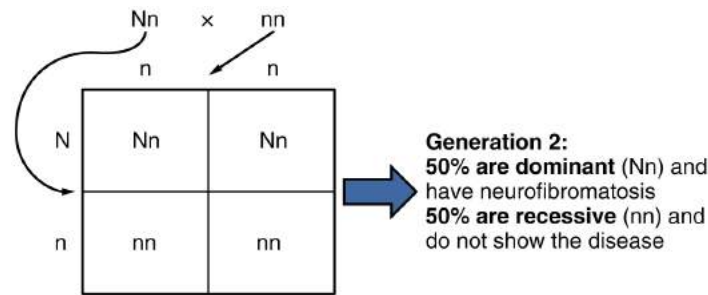 Nn × nn
n n
N Nn Nn
n nn nn
Generation 2:
50% are dominant (Nn) and
have neurofibromatosis
50% are recessive (nn) and
do not show the disease